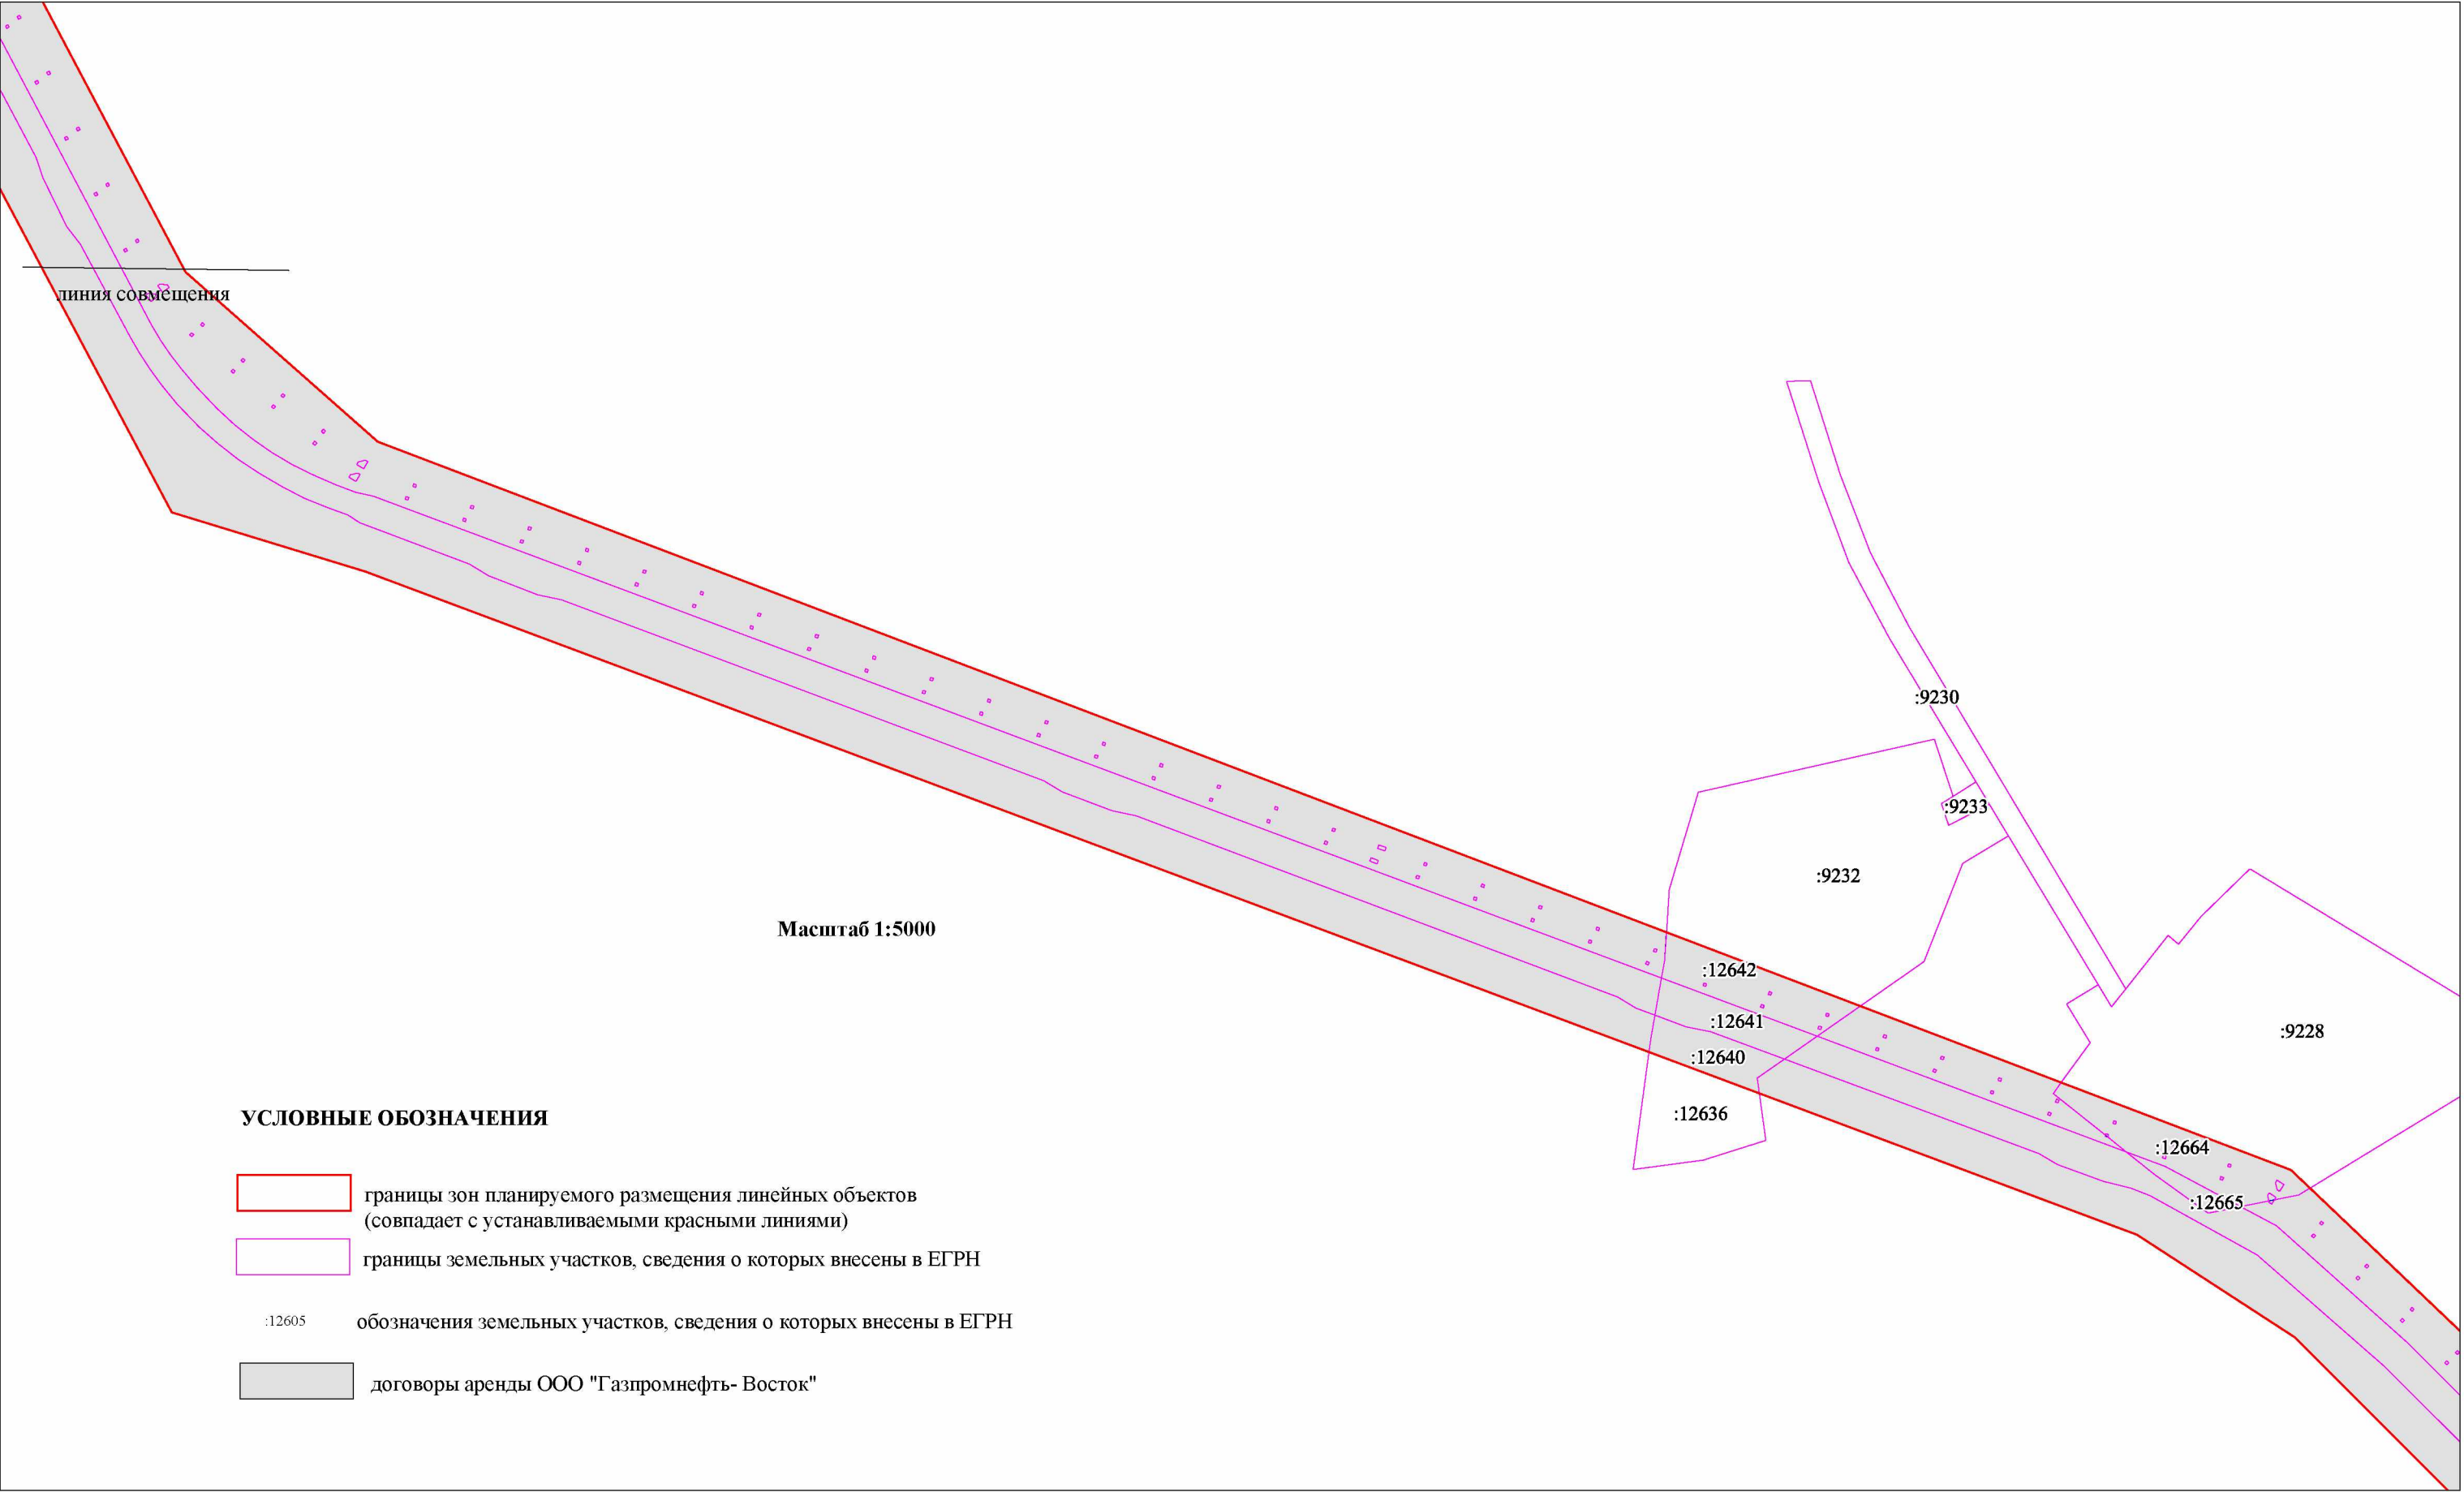 линия совмещения
:9230
:9233
:9232
:12642
:12641
:12640
:12636
:9228
:12664
:12665
Масштаб 1:5000
УСЛОВНЫЕ ОБОЗНАЧЕНИЯ
границы зон планируемого размещения линейных объектов
(совпадает с устанавливаемыми красными линиями)
границы земельных участков, сведения о которых внесены в ЕГРН
:12605 обозначения земельных участков, сведения о которых внесены в ЕГРН
договоры аренды ООО "Газпромнефть- Восток"